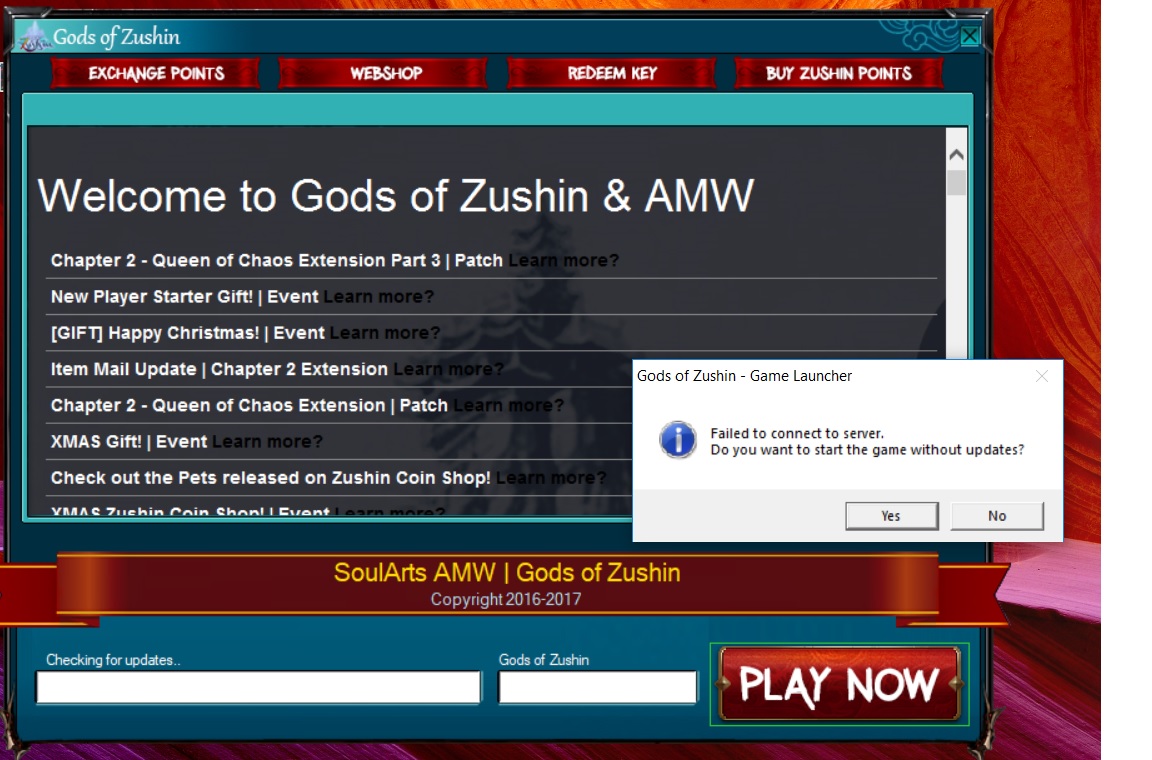 Gods of Zushin
EXCHANGE POINTS
WEBSHOP
REDEEM KEY
BUY ZUSHIN POINTS
Welcome to Gods of Zushin & AMW
Chapter 2 - Queen of Chaos Extension Part 3 | Patch Learn more?
New Player Starter Gift! | Event Learn more?
[GIFT] Happy Christmas! | Event Learn more?
Item Mail Update | Chapter 2 Extension Learn more?
Chapter 2 - Queen of Chaos Extension | Patch Learn more?
XMAS Gift! | Event Learn more?
Check out the Pets released on Zushin Coin Shop! Learn more?
XMAS Zushin Coin Shop! | Event Learn more?
Gods of Zushin - Game Launcher
Failed to connect to server.
Do you want to start the game without updates?
Yes
No
SoulArts AMW | Gods of Zushin
Copyright 2016-2017
Checking for updates..
Gods of Zushin
PLAY NOW